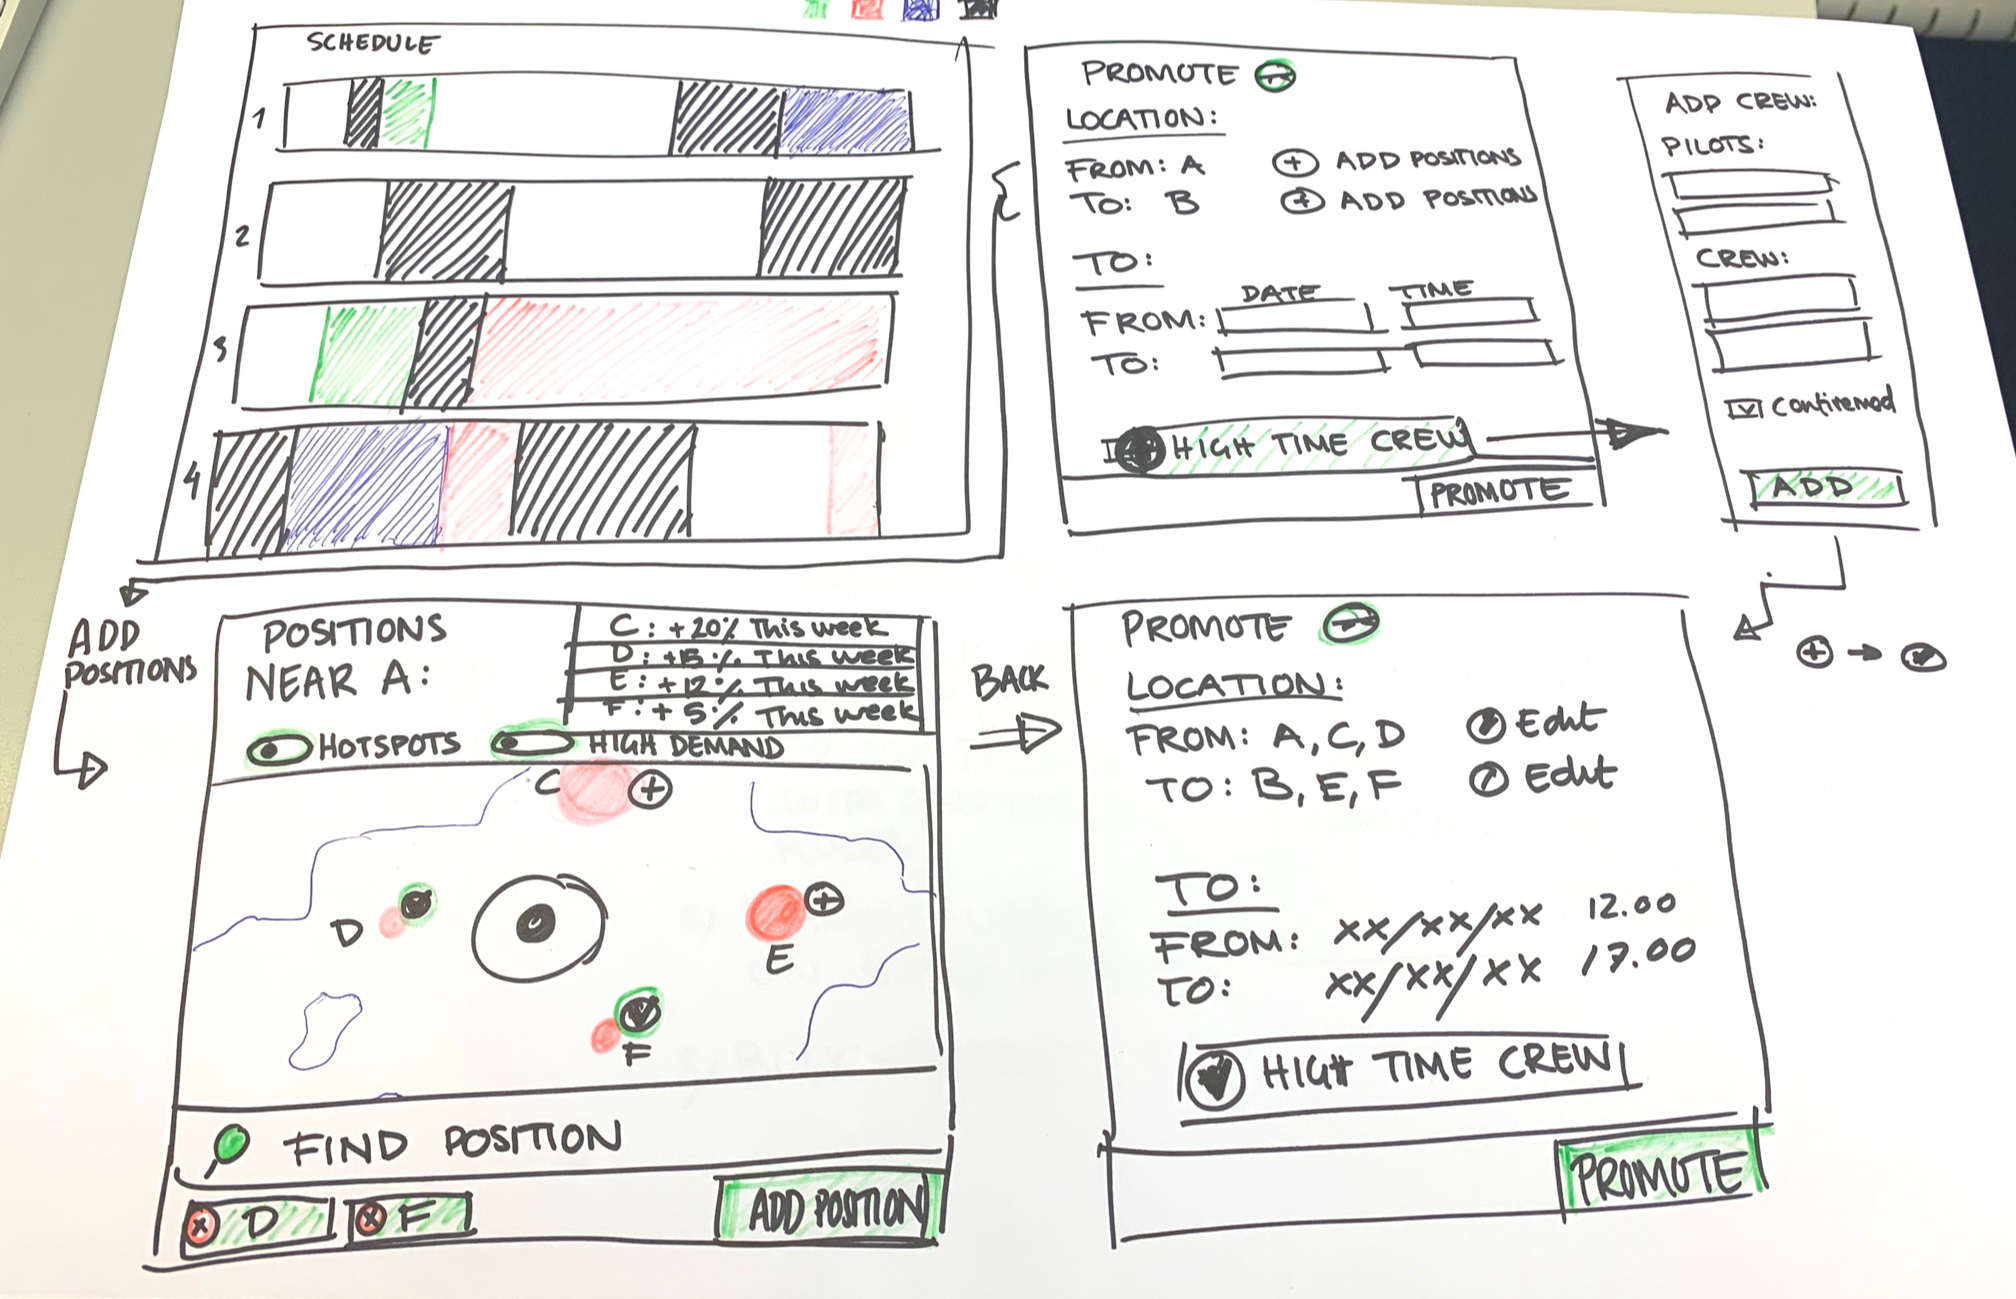 SCHEDULE
1
2
3
4
PROMOTE
LOCATION:
FROM: A + ADD POSITIONS
TO: B + ADD POSITIONS
TO:
DATE TIME
FROM:
TO:
HIGH TIME CREW
PROMOTE
ADD CREW:
PILOTS:
CREW:
Confiremod
ADD
ADD
POSITIONS
POSITIONS
NEAR A:
C: +20% This week
D: +15% This week
E: +12% This week
F: + 5% This week
HOTSPOTS HIGH DEMAND
C
D
E
F
FIND POSITION
x D x F
ADD POSITION
BACK
PROMOTE
LOCATION:
FROM: A, C, D Edit
TO: B, E, F Edit
TO:
FROM: xx/xx/xx 12.00
TO: xx/xx/xx 17.00
HIGH TIME CREW
PROMOTE